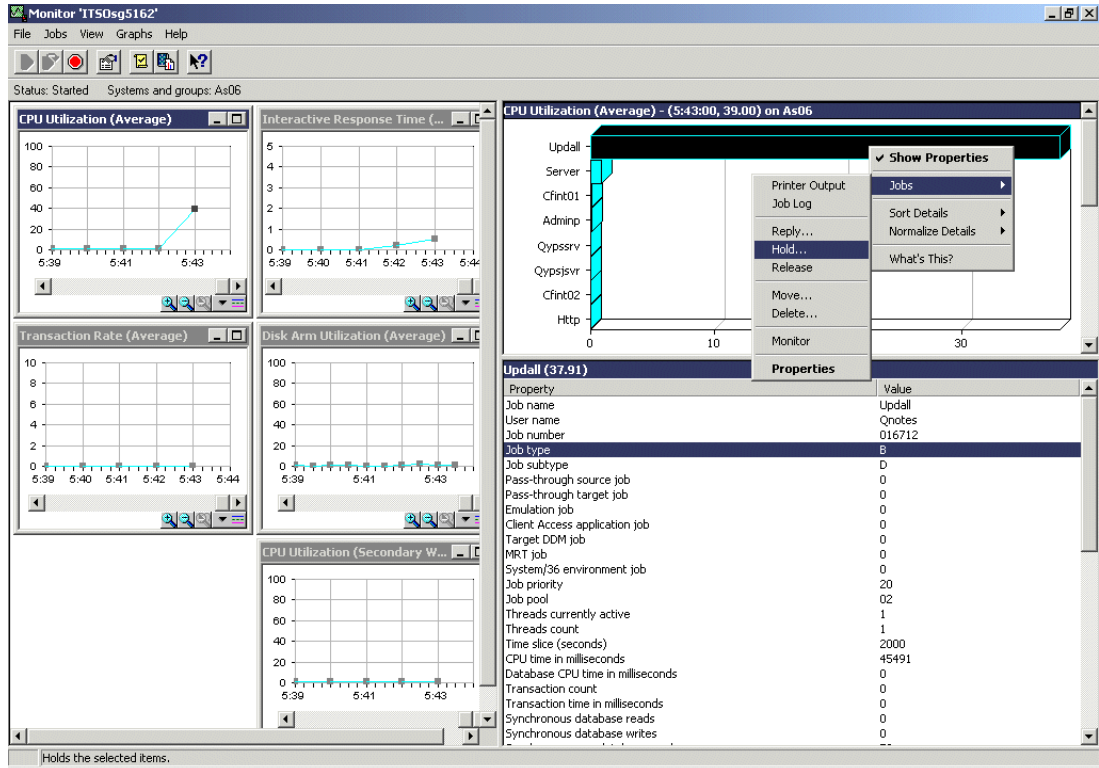 Monitor 'ITSOsg5162'
File Jobs View Graphs Help
Status: Started Systems and groups: As06
CPU Utilization (Average)
100
80
60
40
20
0
5:39 5:41 5:43
Interactive Response Time (...
5
4
3
2
1
0
5:39 5:40 5:41 5:42 5:43 5:44
Transaction Rate (Average)
10
8
6
4
2
0
5:39 5:40 5:41 5:42 5:43 5:44
Disk Arm Utilization (Average)
100
80
60
40
20
0
5:39 5:41 5:43
CPU Utilization (Secondary W...
100
80
60
40
20
0
5:39 5:41 5:43
CPU Utilization (Average) - (5:43:00, 39.00) on As06
Updall
Server
Cfint01
Adminp
Qypssrv
Qypsjsvr
Cfint02
Http
0 10 30
Show Properties
Jobs
Sort Details
Normalize Details
What's This?
Printer Output
Job Log
Reply...
Hold...
Release
Move...
Delete...
Monitor
Properties
Updall (37.91)
Property Value
Job name Updall
User name Qnotes
Job number 016712
Job type B
Job subtype D
Pass-through source job 0
Pass-through target job 0
Emulation job 0
Client Access application job 0
Target DDM job 0
MRT job 0
System/36 environment job 0
Job priority 20
Job pool 02
Threads currently active 1
Threads count 1
Time slice (seconds) 2000
CPU time in milliseconds 45491
Database CPU time in milliseconds 0
Transaction count 0
Transaction time in milliseconds 0
Synchronous database reads 0
Synchronous database writes 0
Holds the selected items.